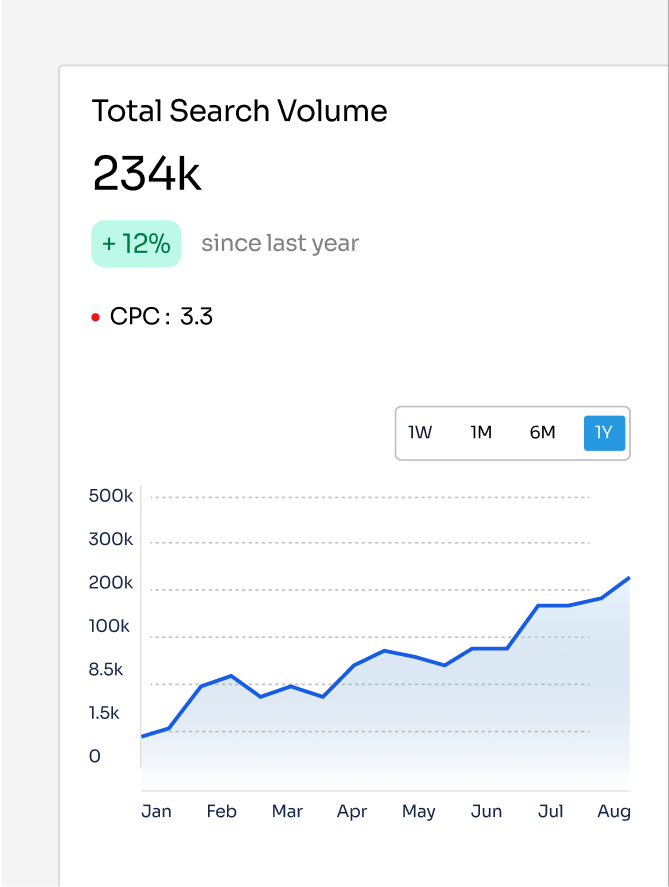 Total Search Volume
234k
+ 12% since last year
CPC : 3.3
1W 1M 6M 1Y
500k
300k
200k
100k
8.5k
1.5k
0
Jan Feb Mar Apr May Jun Jul Aug